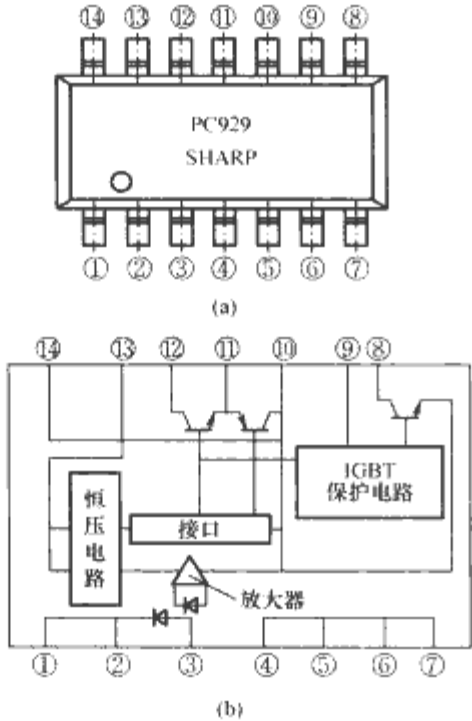 ⑭ ⑬ ⑫ ⑪ ⑩ ⑨ ⑧
PC929
SHARP
① ② ③ ④ ⑤ ⑥ ⑦
(a)
⑭ ⑬ ⑫ ⑪ ⑩ ⑨ ⑧
IGBT
保护电路
恒压电路
接口
放大器
① ② ③ ④ ⑤ ⑥ ⑦
(b)